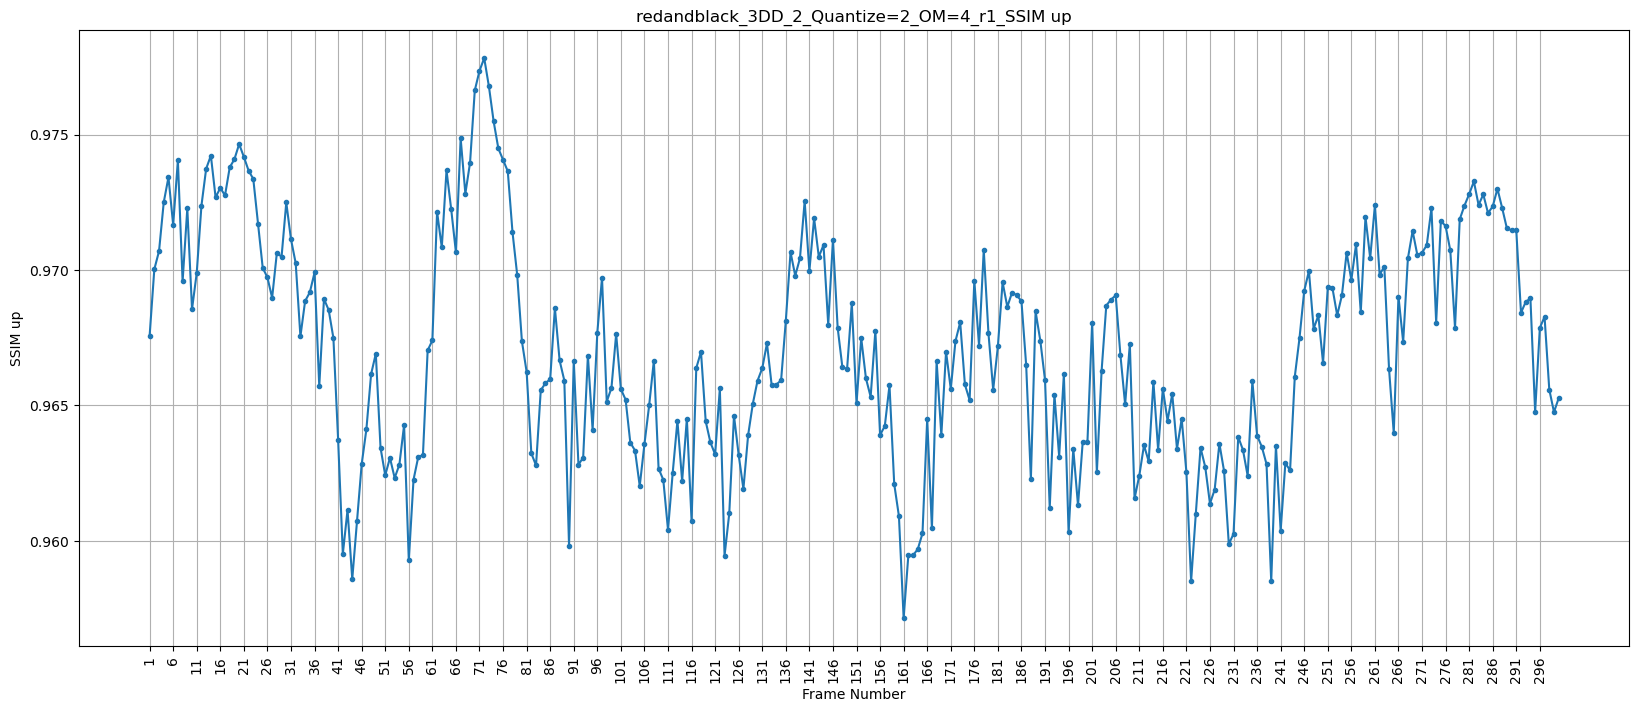 redandblack_3DD_2_Quantize=2_OM=4_r1_SSIM up
SSIM up
0.975
0.970
0.965
0.960
1 6 11 16 21 26 31 36 41 46 51 56 61 66 71 76 81 86 91 96 101 106 111 116 121 126 131 136 141 146 151 156 161 166 171 176 181 186 191 196 201 206 211 216 221 226 231 236 241 246 251 256 261 266 271 276 281 286 291 296
Frame Number